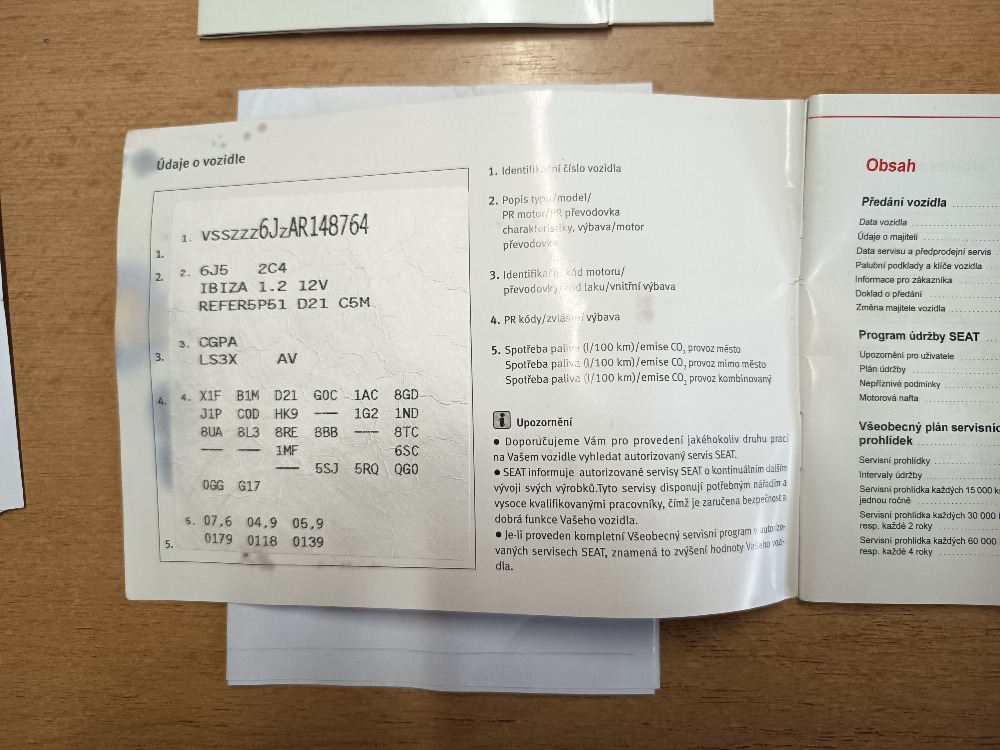 Údaje o vozidle
1.
1. VSSZZZ6JZAR148764
2.
2. 6J5 2C4
IBIZA 1.2 12V
REFER5P51 D21 C5M
3.
3. CGPA
LS3X AV
4.
4. X1F B1M D21 G0C 1AC 8GD
J1P C0D HK9 --- 1G2 1ND
8UA 8L3 8RE 8BB --- 8TC
--- --- 1MF 6SC
--- 5SJ 5RQ QG0
0GG G17
5.
5. 07,6 04,9 05,9
0179 0118 0139
1. Identifikační číslo vozidla
2. Popis typu/model/
PR motor/PR převodovka
charakteristiky, výbava/motor
převodovka
3. Identifikační kód motoru/
převodovky/kód laku/vnitřní výbava
4. PR kódy/zvláštní výbava
5. Spotřeba paliva (l/100 km)/emise CO₂ provoz město
Spotřeba paliva (l/100 km)/emise CO₂ provoz mimo město
Spotřeba paliva (l/100 km)/emise CO₂ provoz kombinovaný
i Upozornění
• Doporučujeme Vám pro provedení jakéhokoliv druhu prací
na Vašem vozidle vyhledat autorizovaný servis SEAT.
• SEAT informuje autorizované servisy SEAT o kontinuálním dalším
vývoji svých výrobků.Tyto servisy disponují potřebným nářadím a
vysoce kvalifikovanými pracovníky, čímž je zaručena bezpečnost a
dobrá funkce Vašeho vozidla.
• Je-li proveden kompletní Všeobecný servisní program v autorizo-
vaných servisech SEAT, znamená to zvýšení hodnoty Vašeho vozi-
dla.
Obsah
Předání vozidla
Data vozidla
Údaje o majiteli
Data servisu a předprodejní servis
Palubní podklady a klíče vozidla
Informace pro zákazníka
Doklad o předání
Změna majitele vozidla
Program údržby SEAT
Upozornění pro uživatele
Plán údržby
Nepříznivé podmínky
Motorová nafta
Všeobecný plán servisních
prohlídek
Servisní prohlídky
Intervaly údržby
Servisní prohlídka každých 15 000 k
jednou ročně
Servisní prohlídka každých 30 000
resp. každé 2 roky
Servisní prohlídka každých 60 000
resp. každé 4 roky